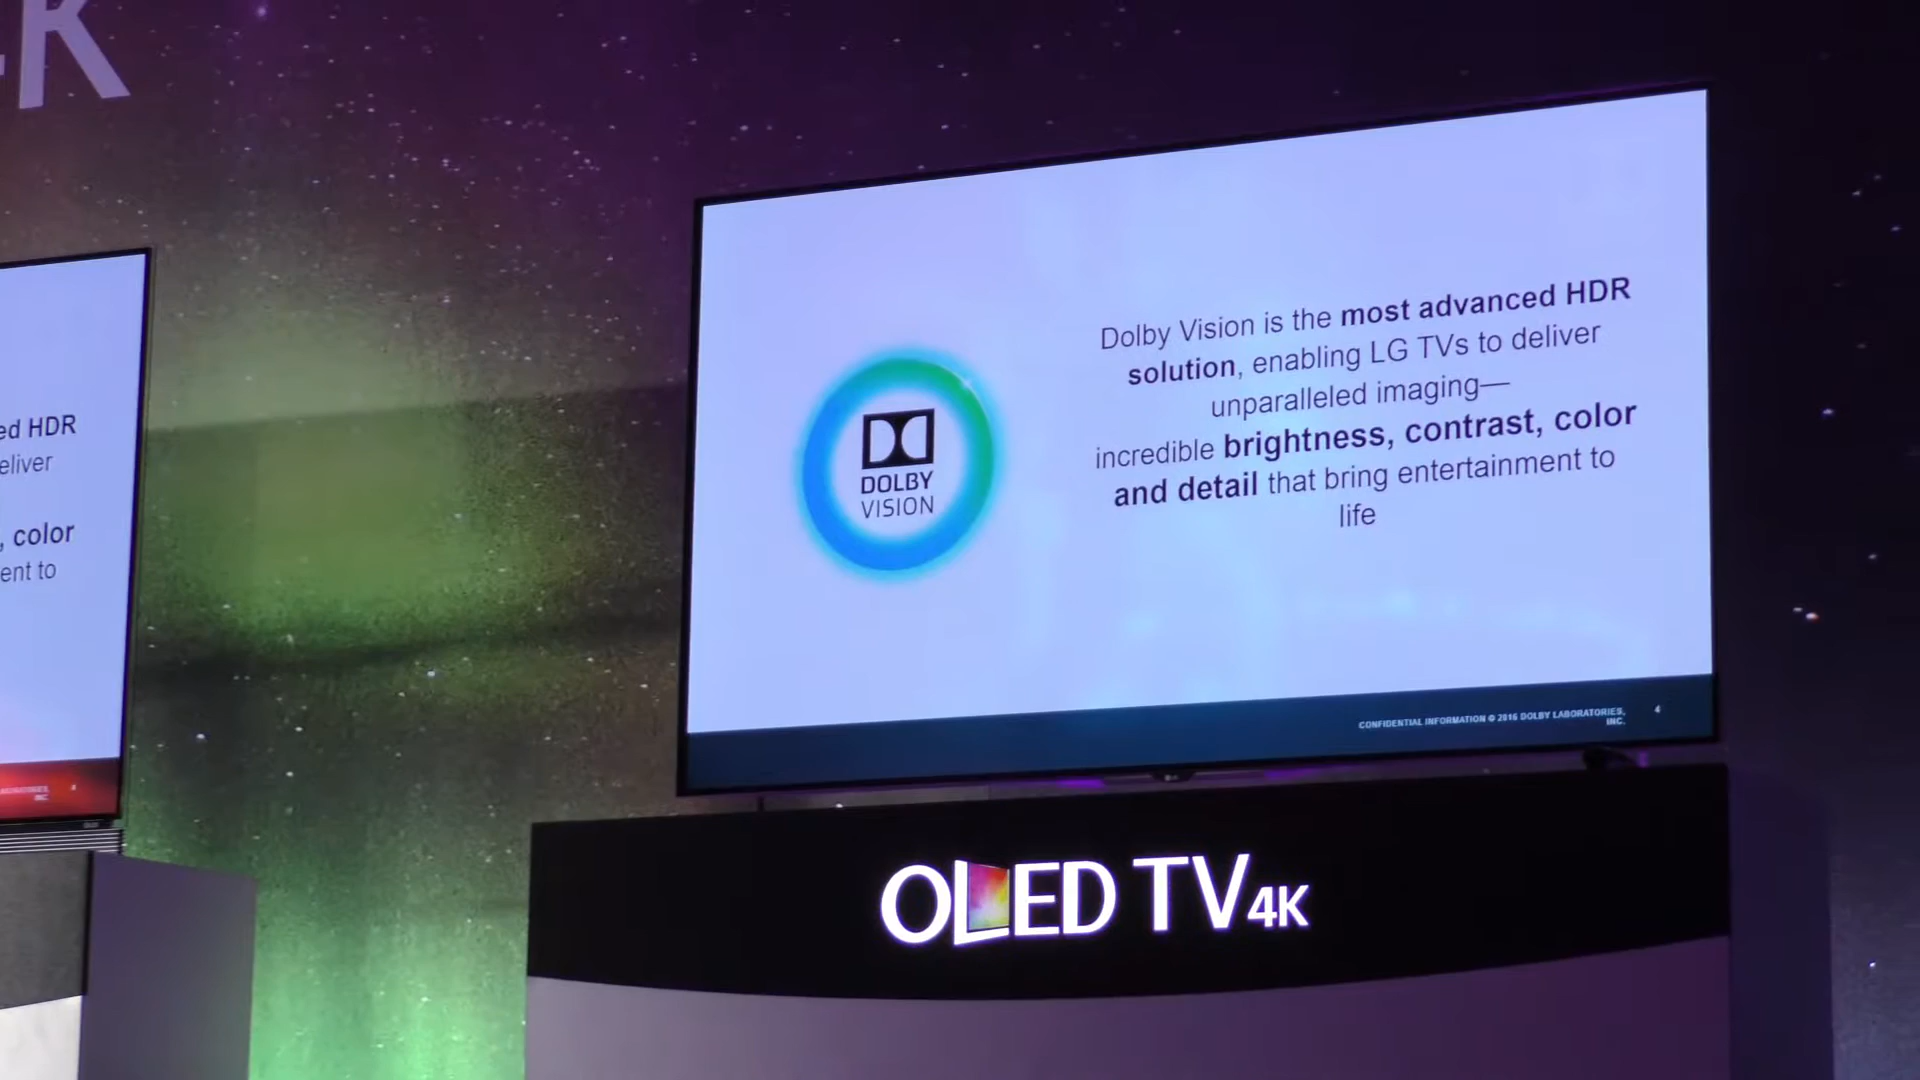 4K
ed HDR
eliver
, color
ent to
Dolby Vision is the most advanced HDR
solution, enabling LG TVs to deliver
unparalleled imaging—
incredible brightness, contrast, color
and detail that bring entertainment to
life
DOLBY
VISION
CONFIDENTIAL INFORMATION © 2016 DOLBY LABORATORIES,
INC.
4
LG
OLED TV4K